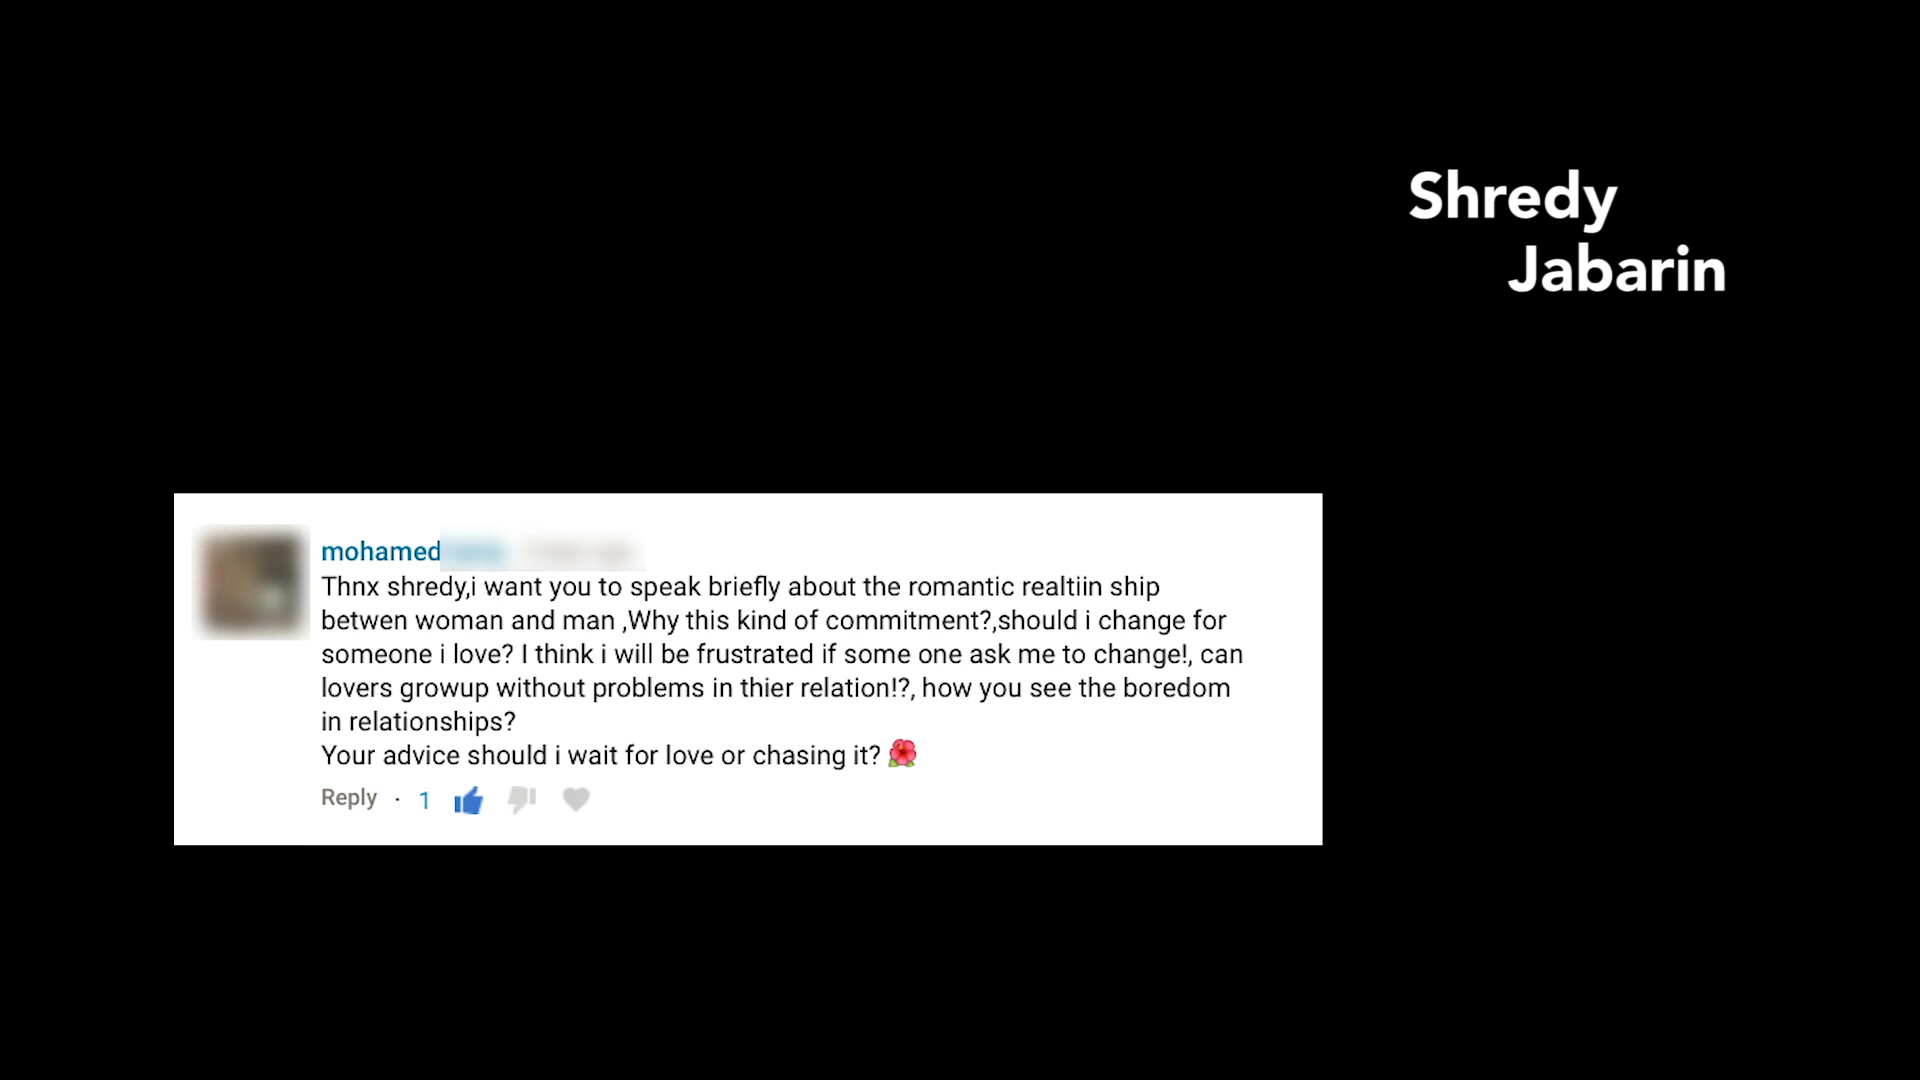 Shredy
Jabarin
mohamed
Thnx shredy,i want you to speak briefly about the romantic realtiin ship
betwen woman and man ,Why this kind of commitment?,should i change for
someone i love? I think i will be frustrated if some one ask me to change!, can
lovers growup without problems in thier relation!?, how you see the boredom
in relationships?
Your advice should i wait for love or chasing it? 🌺
Reply · 1